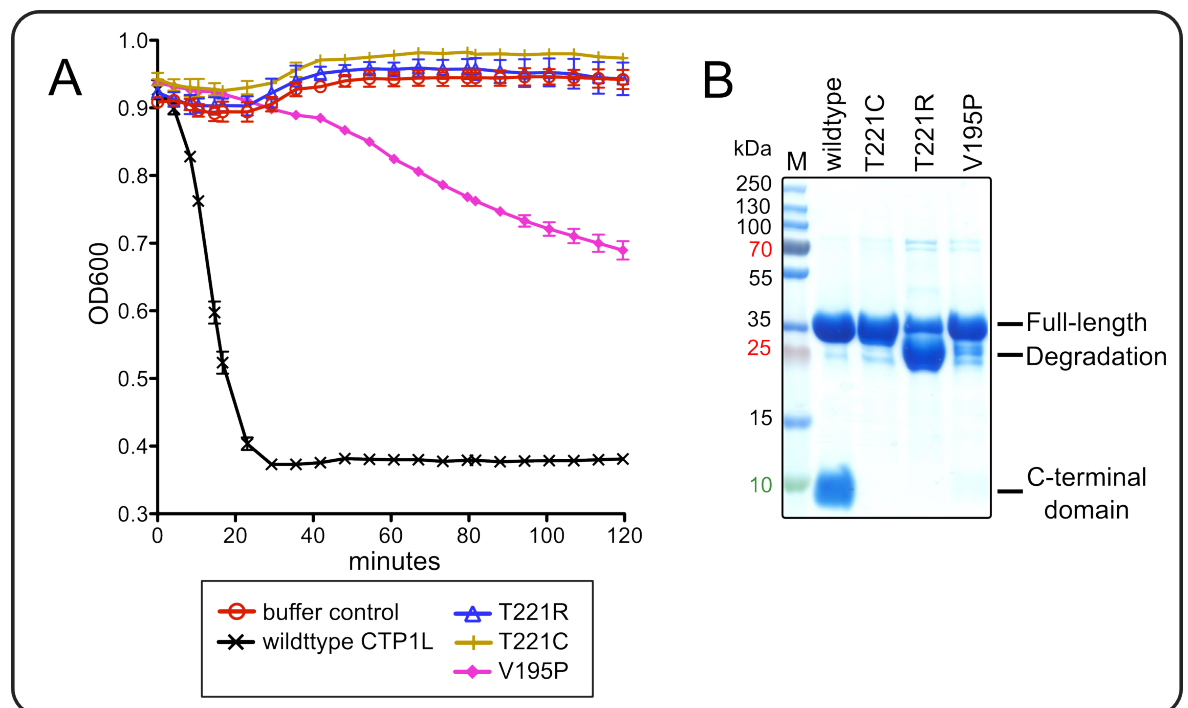 A
1.0
0.9
0.8
0.7
0.6
0.5
0.4
0.3
OD600
0 20 40 60 80 100 120
minutes
buffer control
wildttype CTP1L
T221R
T221C
V195P
B
kDa
M
wildtype
T221C
T221R
V195P
250
130
100
70
55
35
25
15
10
Full-length
Degradation
C-terminal
domain